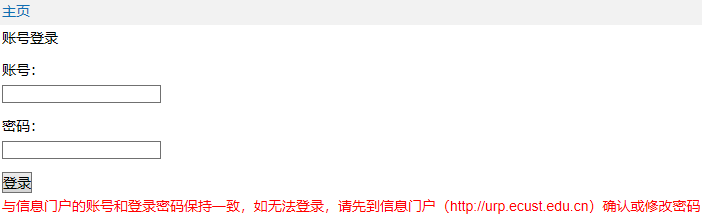 主页
账号登录
账号：
密码：
登录
与信息门户的账号和登录密码保持一致，如无法登录，请先到信息门户（http://urp.ecust.edu.cn）确认或修改密码